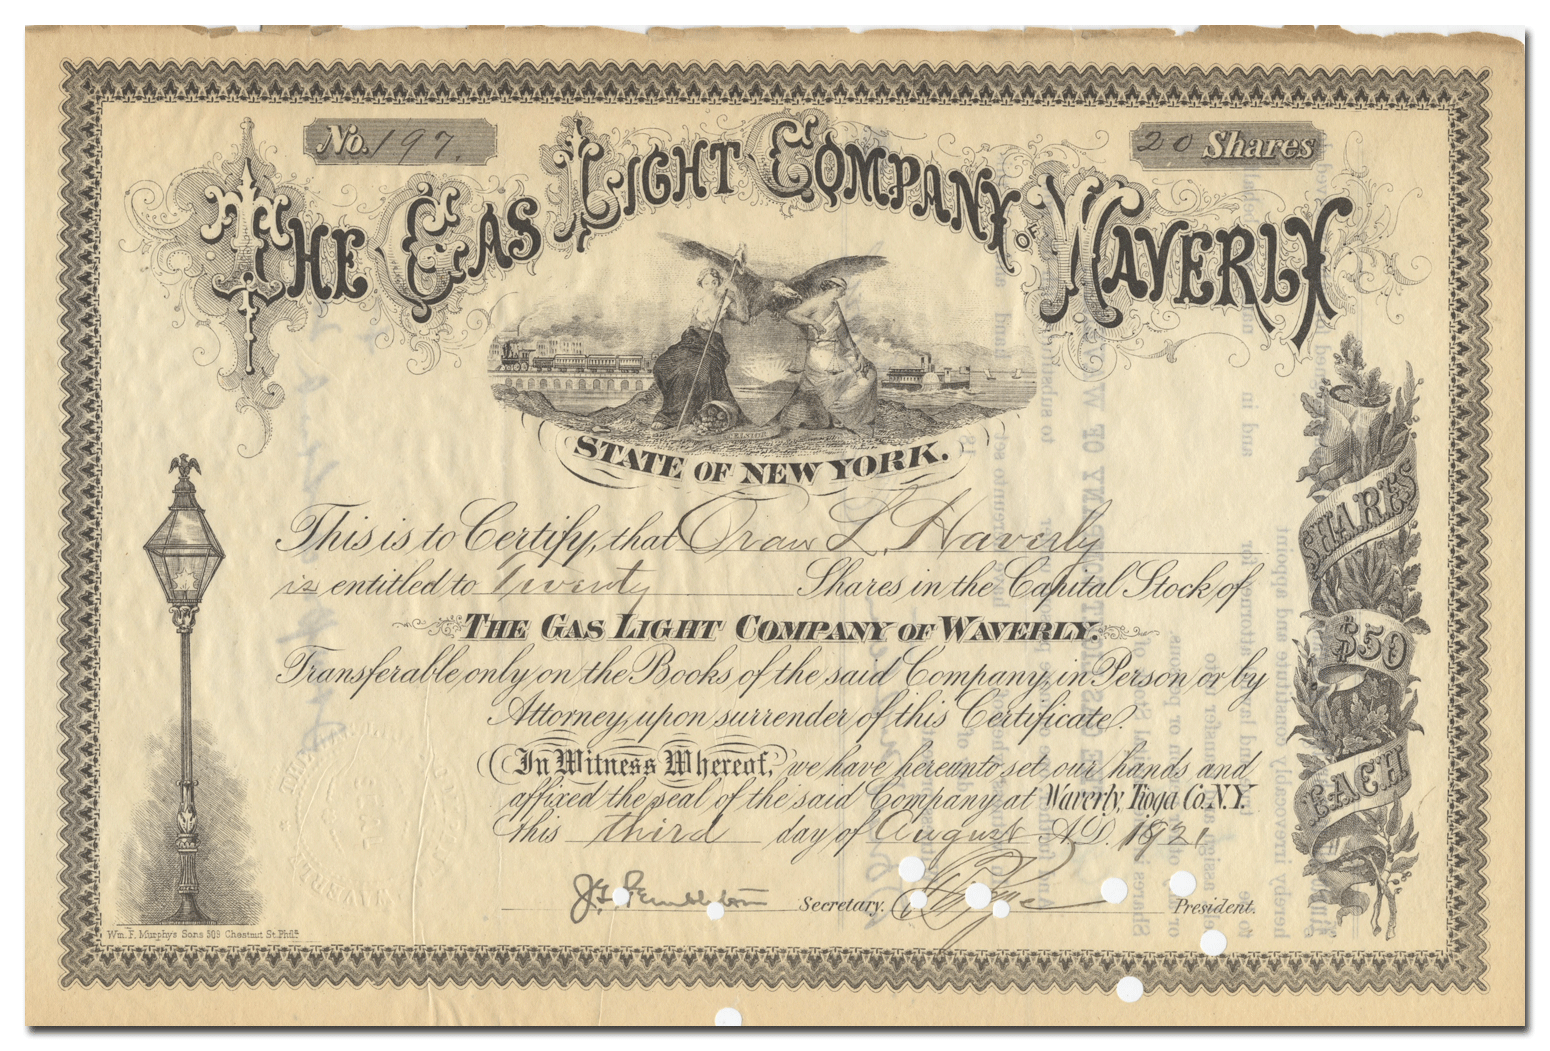 No. 197.
20 Shares
THE GAS LIGHT COMPANY OF WAVERLY
STATE OF NEW YORK.
This is to Certify, that L. Haverly
is entitled to twenty Shares in the Capital Stock of
THE GAS LIGHT COMPANY OF WAVERLY.
Transferable only on the Books of the said Company, in Person or by
Attorney, upon surrender of this Certificate.
In Witness Whereof, we have hereunto set our hands and
affixed the seal of the said Company, at Waverly, Tioga Co. N.Y.
this third day of August A.D. 1921
Secretary. President.
SHARES
$50
EACH
Wm. F. Murphy's Sons 509 Chestnut St. Phila.